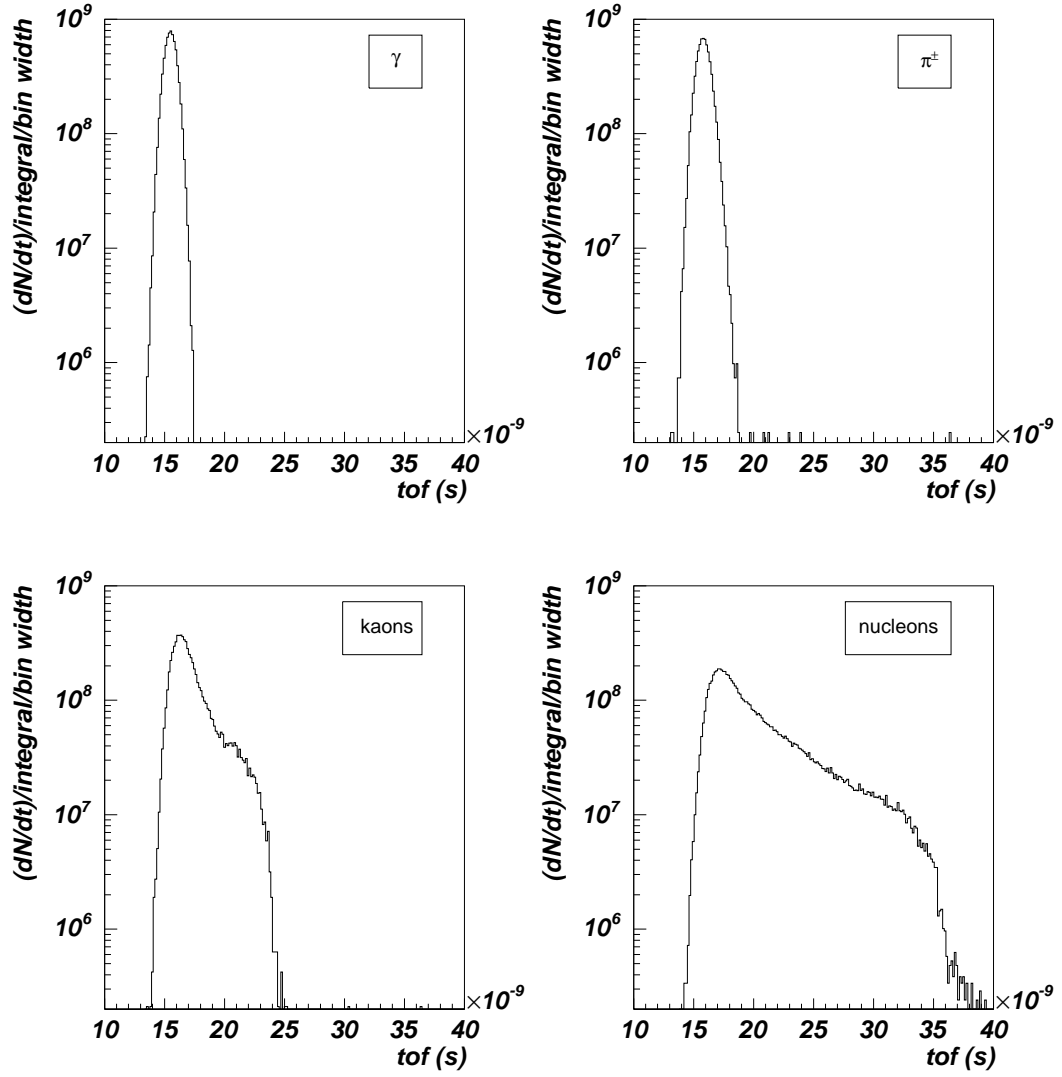 (dN/dt)/integral/bin width
10⁹
10⁸
10⁷
10⁶
γ
10 15 20 25 30 35 40
×10⁻⁹
tof (s)
(dN/dt)/integral/bin width
10⁹
10⁸
10⁷
10⁶
π±
10 15 20 25 30 35 40
×10⁻⁹
tof (s)
(dN/dt)/integral/bin width
10⁹
10⁸
10⁷
10⁶
kaons
10 15 20 25 30 35 40
×10⁻⁹
tof (s)
(dN/dt)/integral/bin width
10⁹
10⁸
10⁷
10⁶
nucleons
10 15 20 25 30 35 40
×10⁻⁹
tof (s)